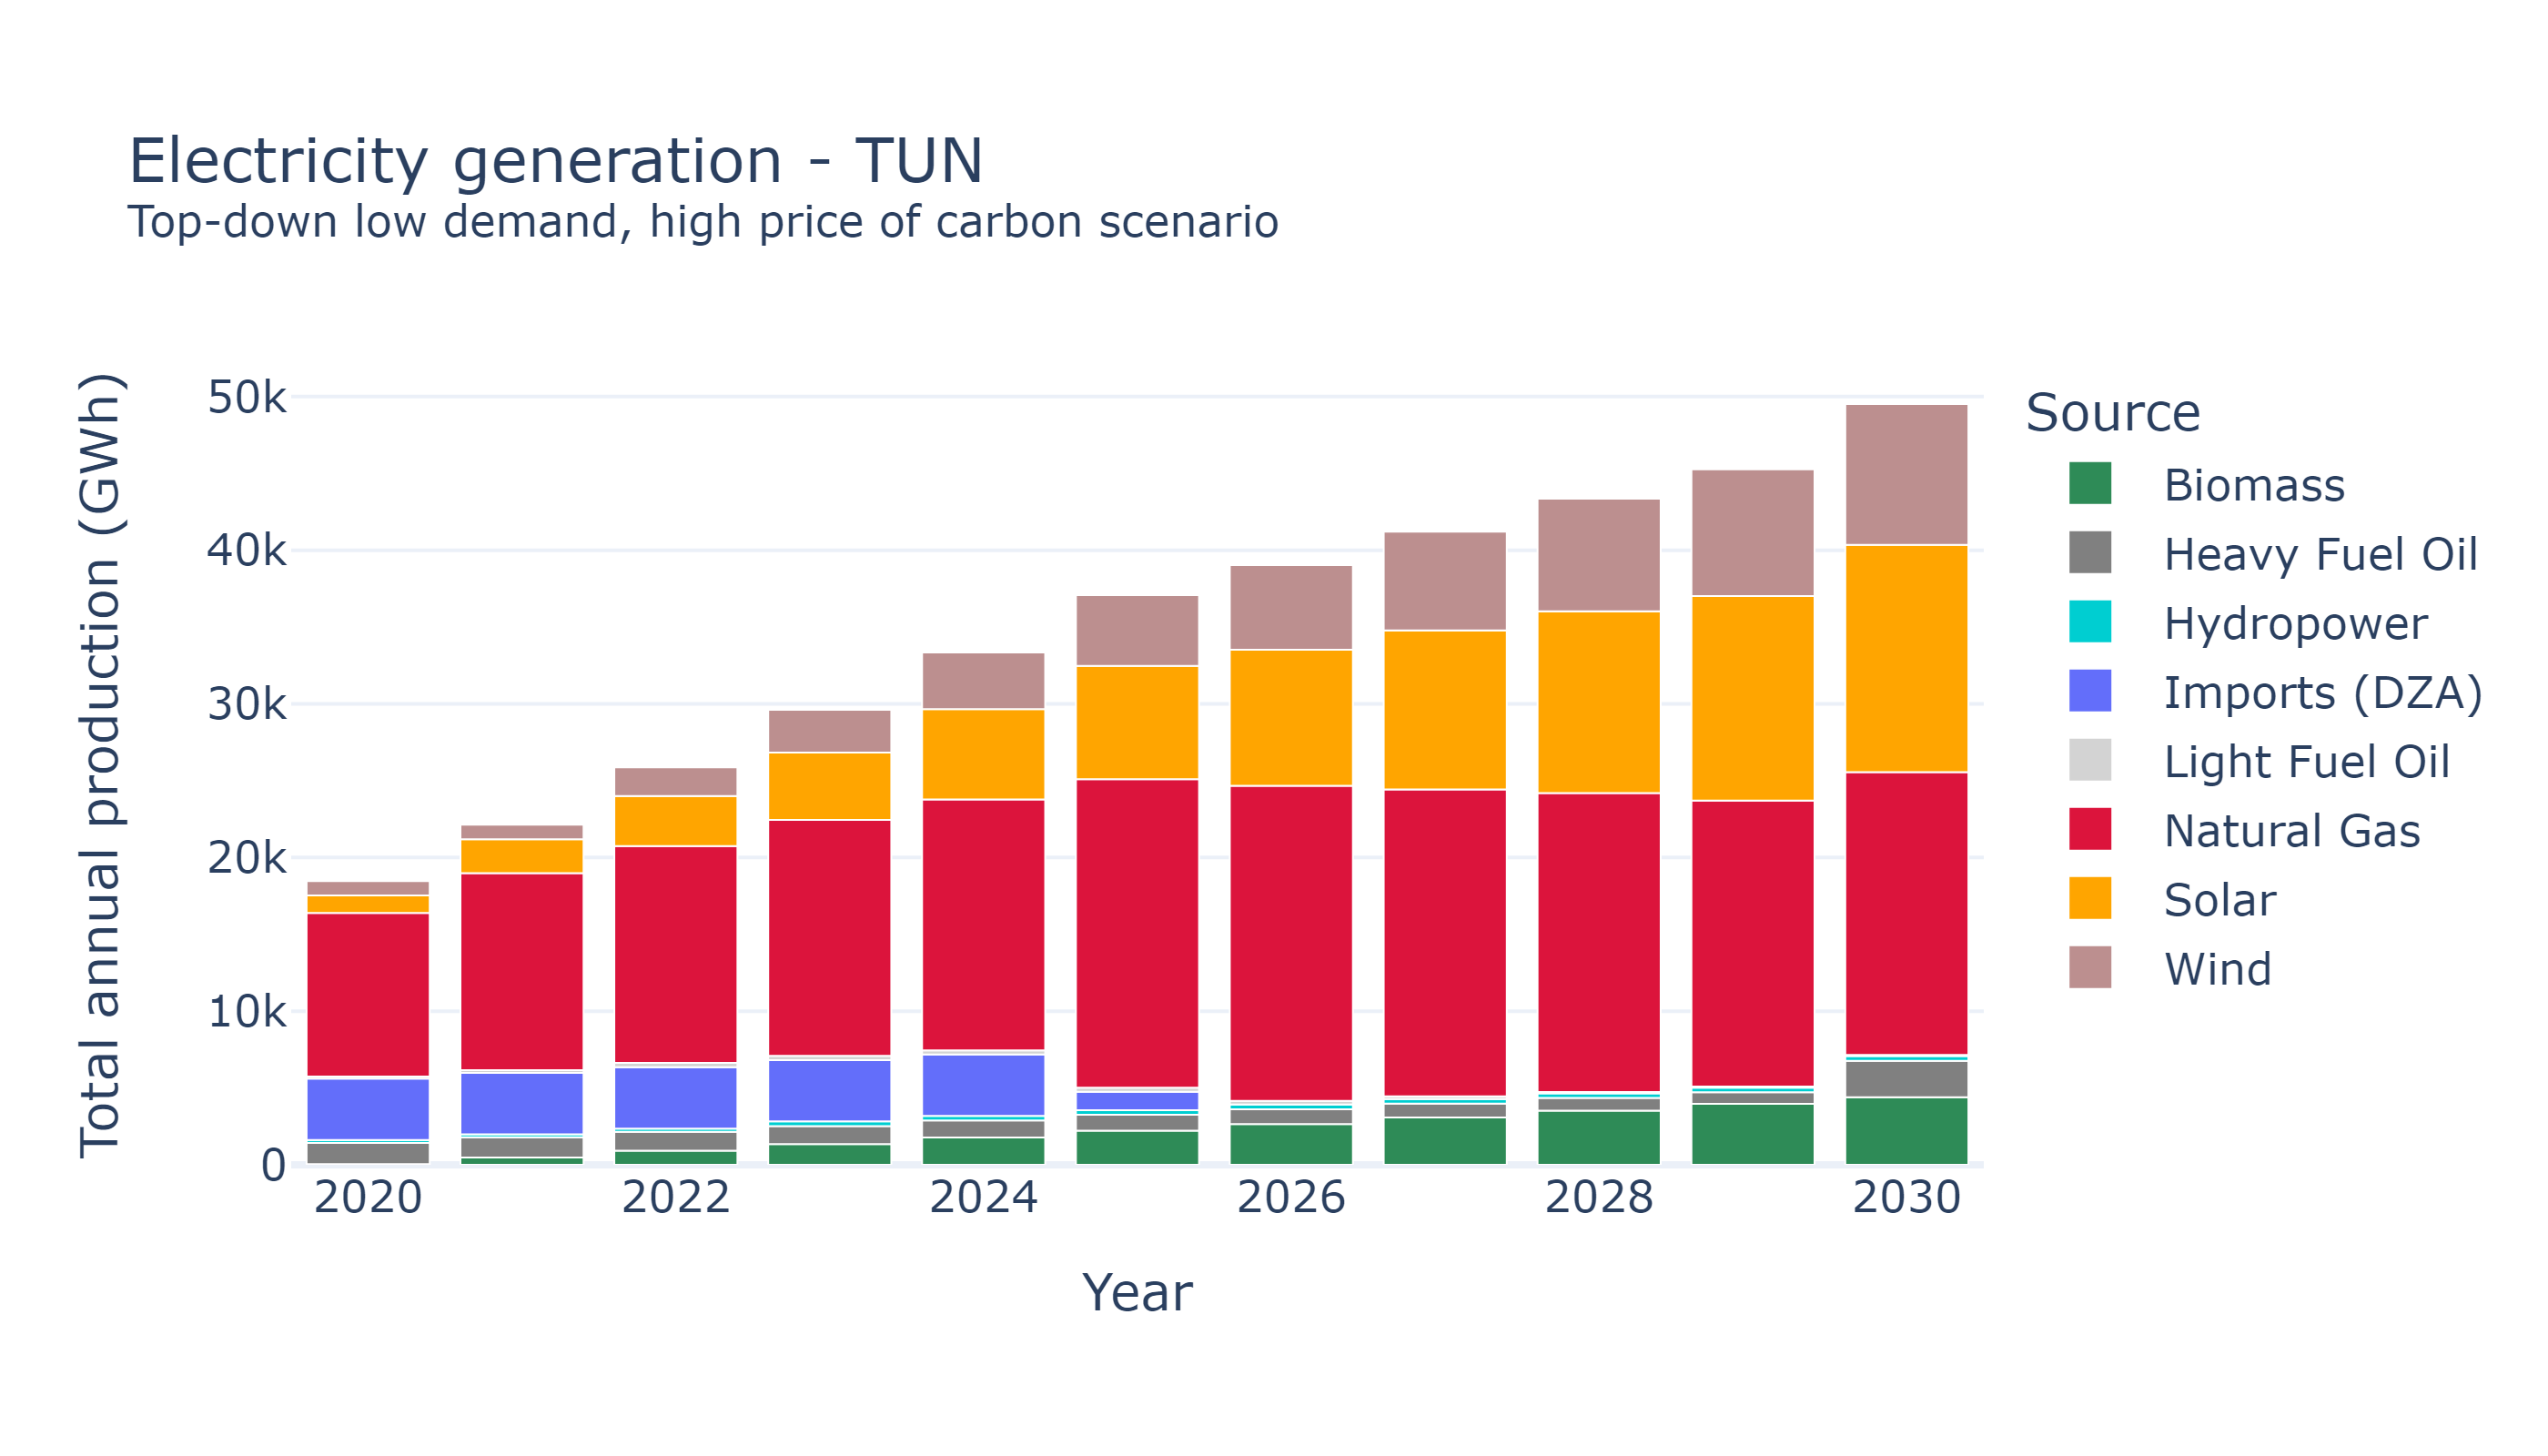 Electricity generation - TUN
Top-down low demand, high price of carbon scenario
Total annual production (GWh)
50k
40k
30k
20k
10k
0
2020 2022 2024 2026 2028 2030
Year
Source
Biomass
Heavy Fuel Oil
Hydropower
Imports (DZA)
Light Fuel Oil
Natural Gas
Solar
Wind